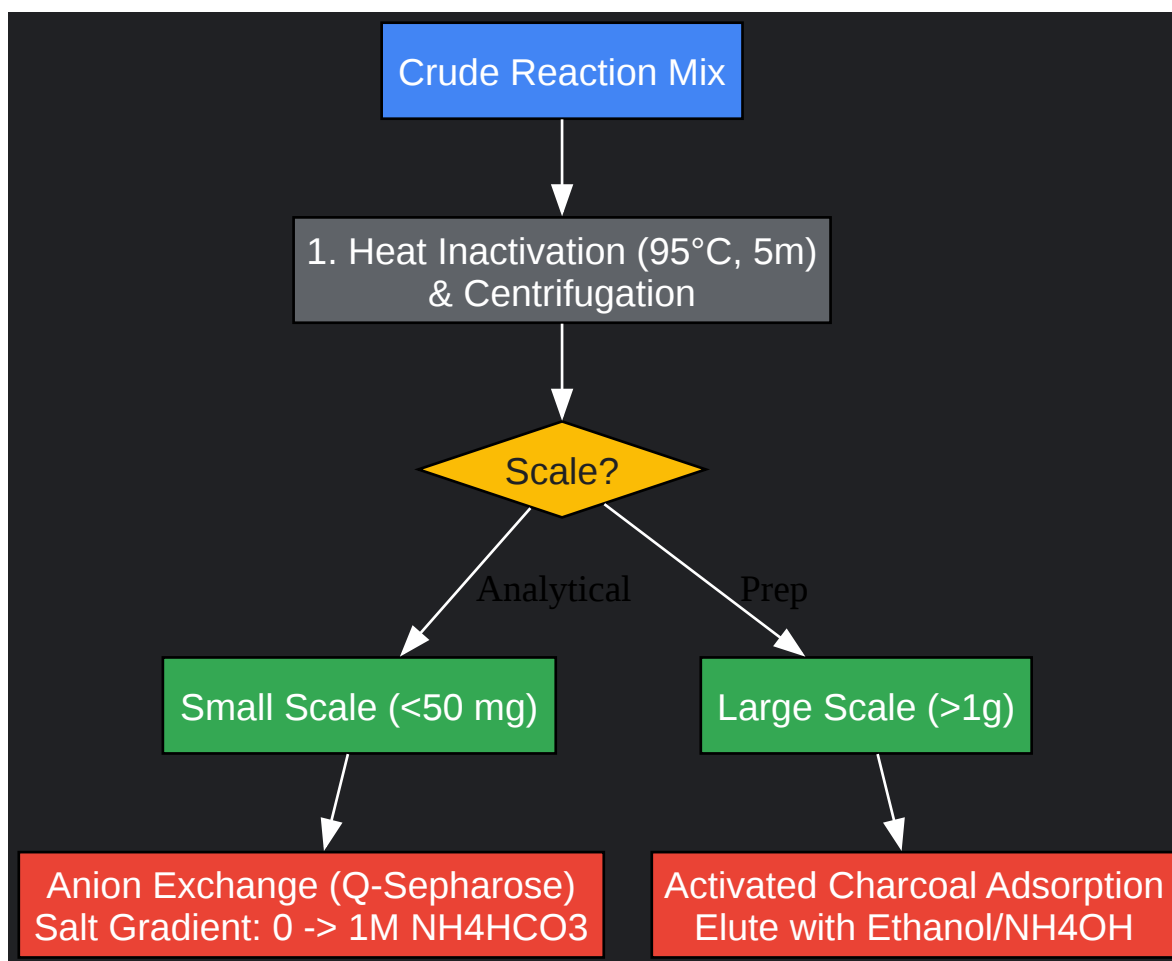 Crude Reaction Mix
1. Heat Inactivation (95°C, 5m)
& Centrifugation
Scale?
Analytical
Prep
Small Scale (<50 mg)
Large Scale (>1g)
Anion Exchange (Q-Sepharose)
Salt Gradient: 0 -> 1M NH4HCO3
Activated Charcoal Adsorption
Elute with Ethanol/NH4OH